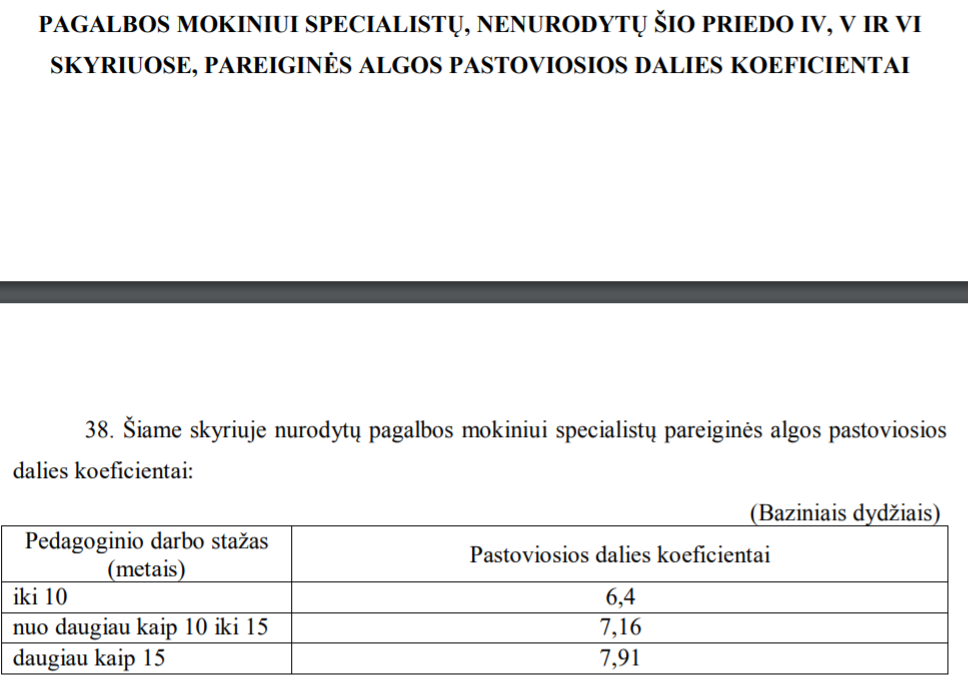 PAGALBOS MOKINIUI SPECIALISTŲ, NENURODYTŲ ŠIO PRIEDO IV, V IR VI
SKYRIUOSE, PAREIGINĖS ALGOS PASTOVIOSIOS DALIES KOEFICIENTAI
38. Šiame skyriuje nurodytų pagalbos mokiniui specialistų pareiginės algos pastoviosios
dalies koeficientai:
(Baziniais dydžiais)
Pedagoginio darbo stažas
(metais)
Pastoviosios dalies koeficientai
iki 10
6,4
nuo daugiau kaip 10 iki 15
7,16
daugiau kaip 15
7,91